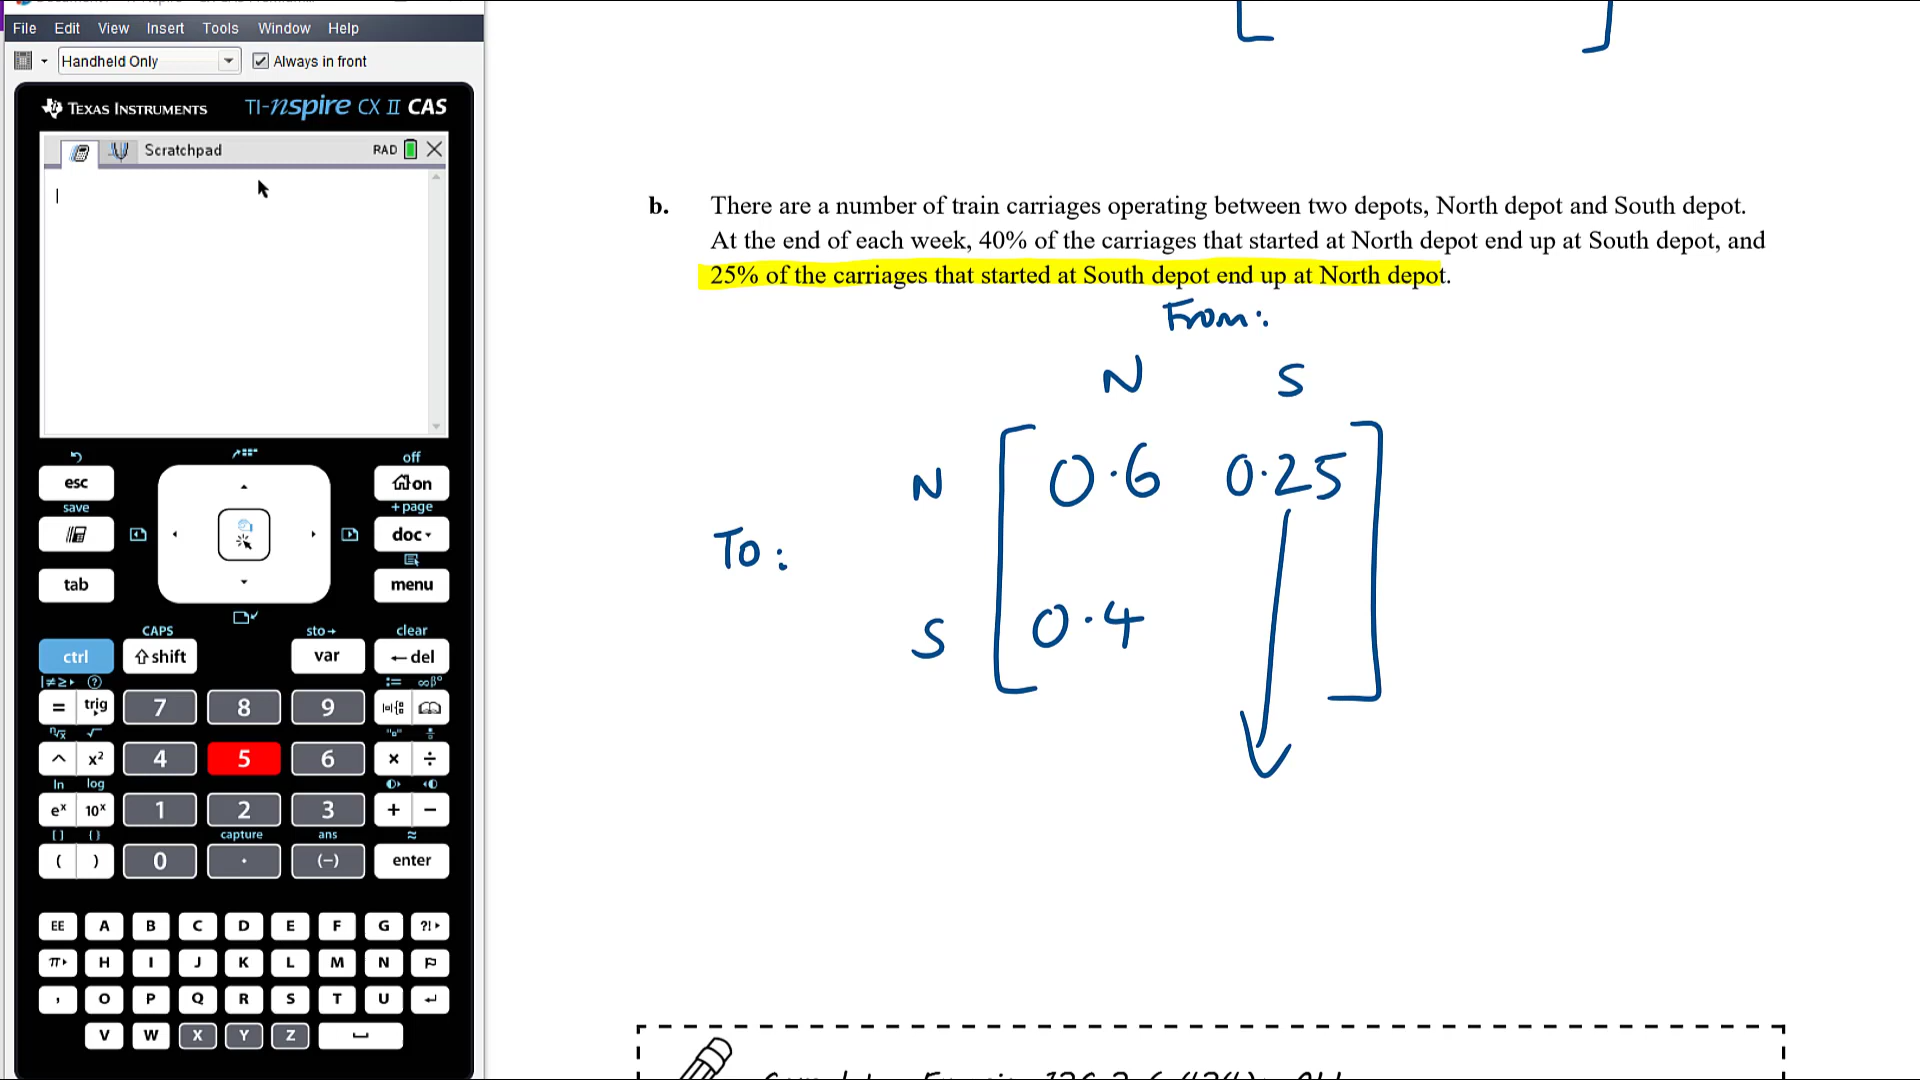 File Edit View Insert Tools Window Help
Handheld Only Always in front
TEXAS INSTRUMENTS TI-nspire CX II CAS
Scratchpad RAD
off
esc on
save + page
doc
tab menu
CAPS sto→ clear
ctrl shift var ←del
= trig 7 8 9
^ x² 4 5 6 × ÷
ln log
eˣ 10ˣ 1 2 3 + −
[ ] { } capture ans ≈
( ) 0 . (−) enter
EE A B C D E F G ?!
π H I J K L M N
, O P Q R S T U
V W X Y Z
b. There are a number of train carriages operating between two depots, North depot and South depot.
At the end of each week, 40% of the carriages that started at North depot end up at South depot, and
25% of the carriages that started at South depot end up at North depot.
From:
N S
N 0.6 0.25
To:
S 0.4